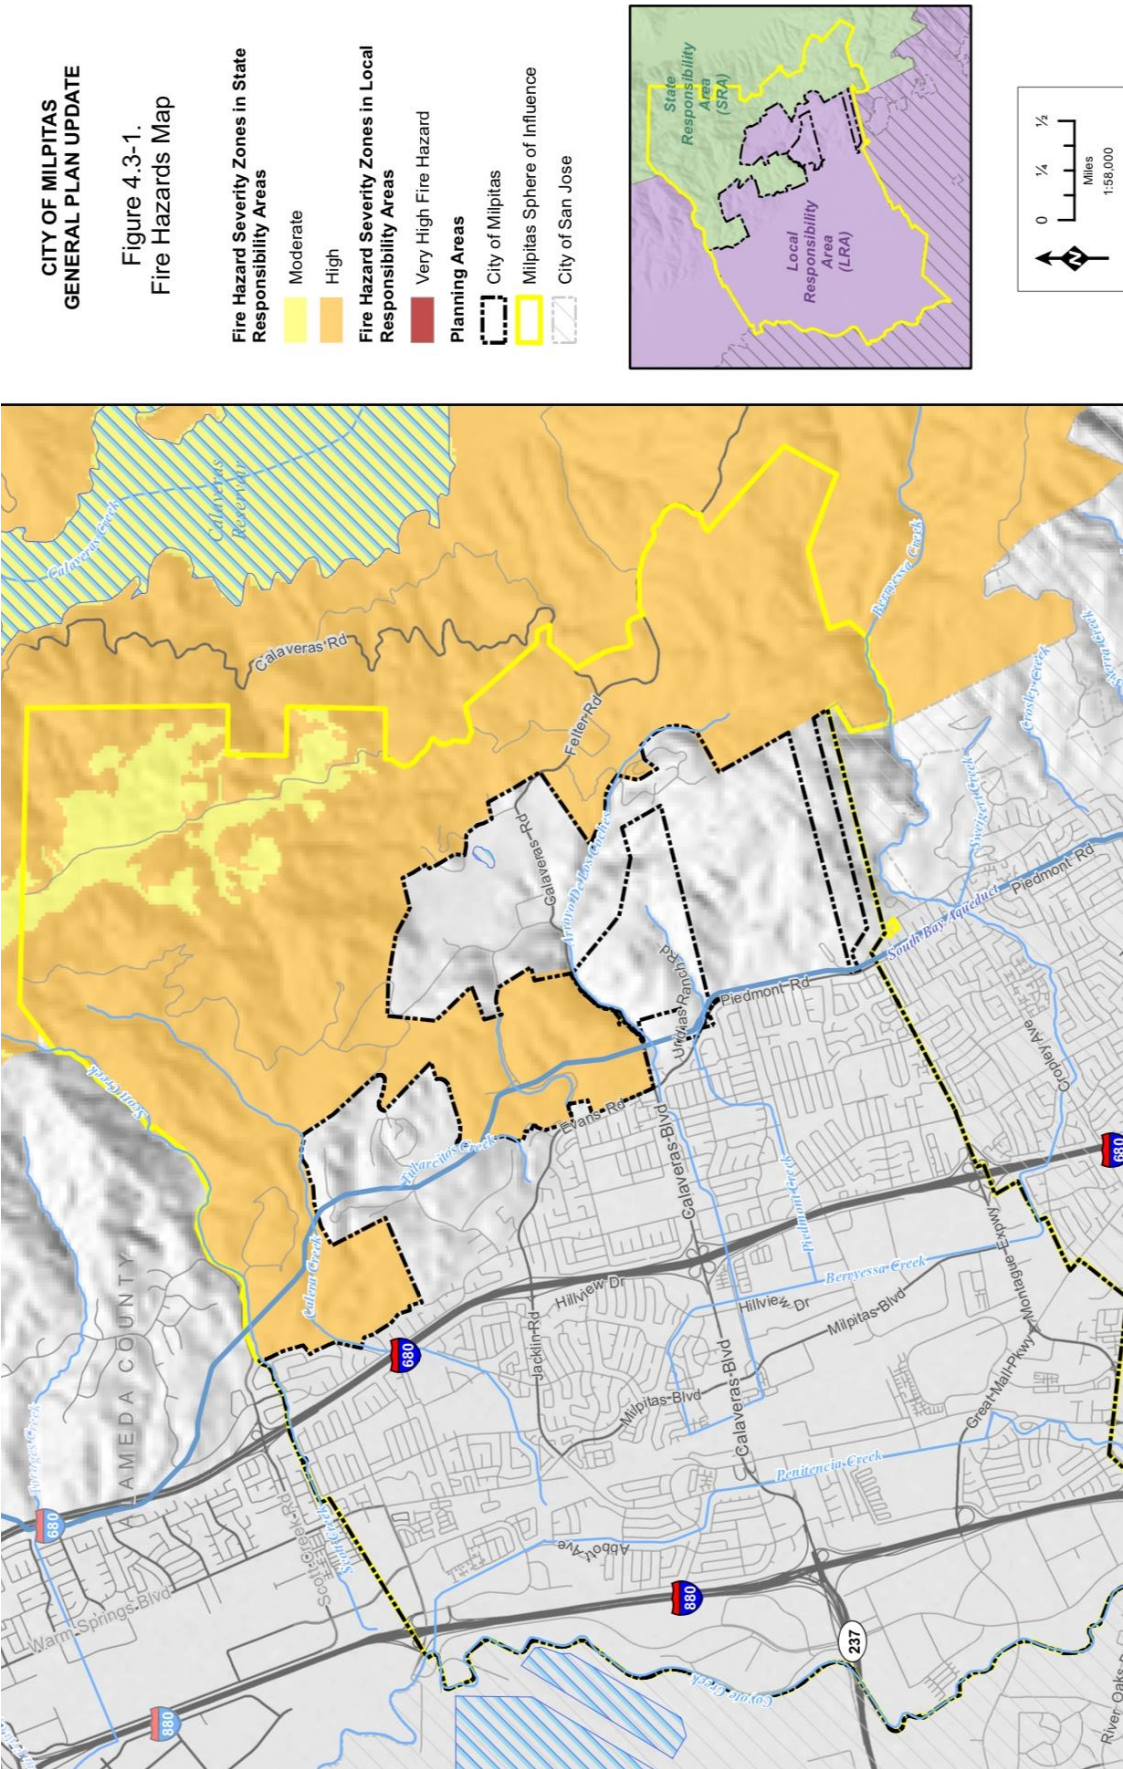 CITY OF MILPITAS
GENERAL PLAN UPDATE
Figure 4.3-1.
Fire Hazards Map
Fire Hazard Severity Zones in State
Responsibility Areas
Moderate
High
Fire Hazard Severity Zones in Local
Responsibility Areas
Very High Fire Hazard
Planning Areas
City of Milpitas
Milpitas Sphere of Influence
City of San Jose
State
Responsibility
Area
(SRA)
Local
Responsibility
Area
(LRA)
N
0 ¼ ½
Miles
1:58,000
Calaveras Creek
Calaveras
Reservoir
Calaveras Rd
Felter Rd
Berryessa Creek
Crosley Creek
Sierra Creek
Sweigert Creek
Calaveras Rd
Arroyo De Los Coches
Scott Creek
Urdhias Ranch Rd
Piedmont Rd
South Bay Aqueduct
Piedmont Rd
Cropley Ave
Tularcitos Creek
Evans Rd
Calaveras Blvd
Piedmont Creek
680
ALAMEDA COUNTY
Calera Creek
680
Jacklin Rd
Hillview Dr
Hillview Dr
Berryessa Creek
Milpitas Blvd
Montague Expwy
Great Mall Pkwy
Milpitas Blvd
Calaveras Blvd
Penitencia Creek
680
Scott Creek Rd
Scott Creek
Abbott Ave
Warm Springs Blvd
880
880
237
Coyote Creek
River Oaks